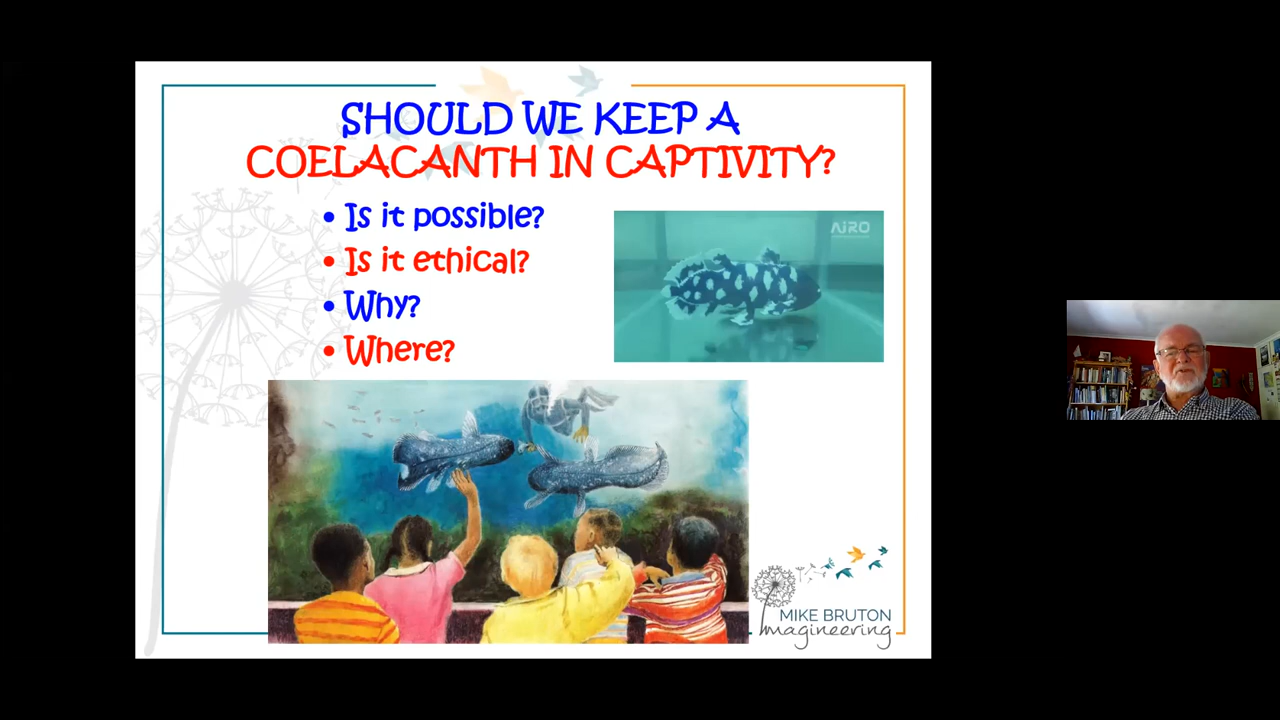 SHOULD WE KEEP A
COELACANTH IN CAPTIVITY?
• Is it possible?
• Is it ethical?
• Why?
• Where?
AiRO
MIKE BRUTON
Imagineering